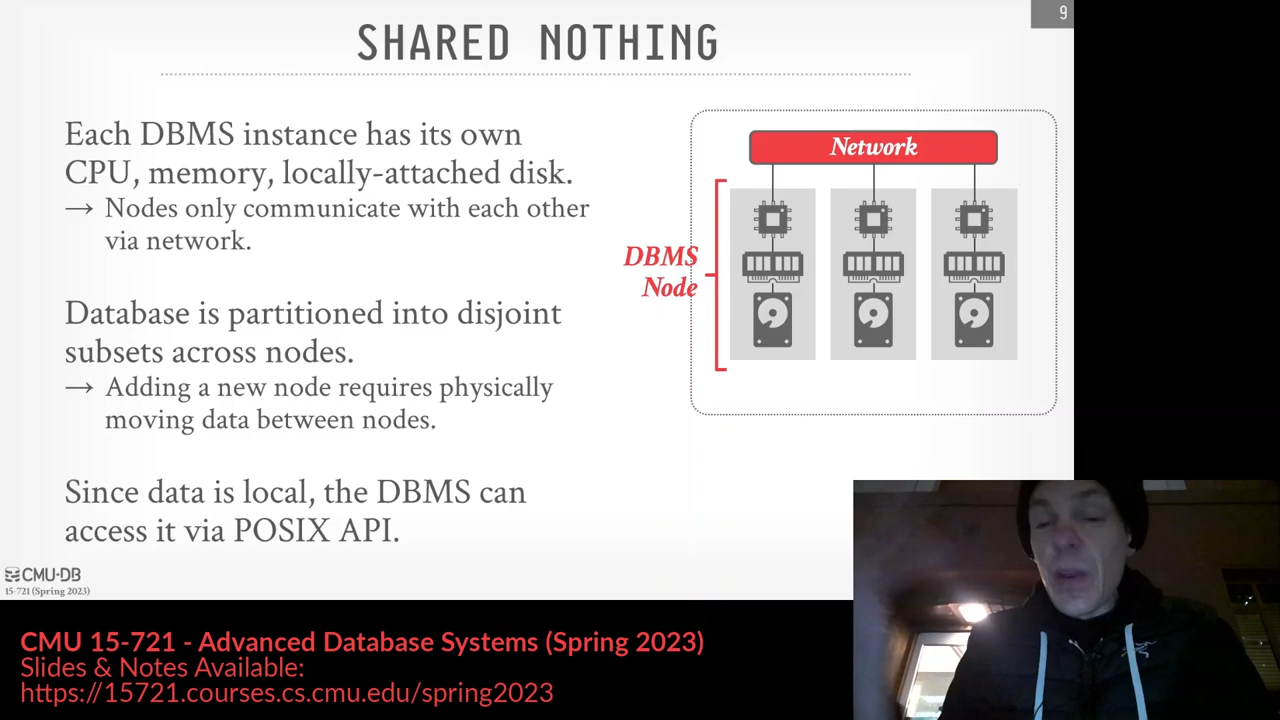 9
SHARED NOTHING
Each DBMS instance has its own
CPU, memory, locally-attached disk.
→ Nodes only communicate with each other
via network.
Database is partitioned into disjoint
subsets across nodes.
→ Adding a new node requires physically
moving data between nodes.
Since data is local, the DBMS can
access it via POSIX API.
Network
DBMS
Node
CMU·DB
15-721 (Spring 2023)
CMU 15-721 - Advanced Database Systems (Spring 2023)
Slides & Notes Available:
https://15721.courses.cs.cmu.edu/spring2023